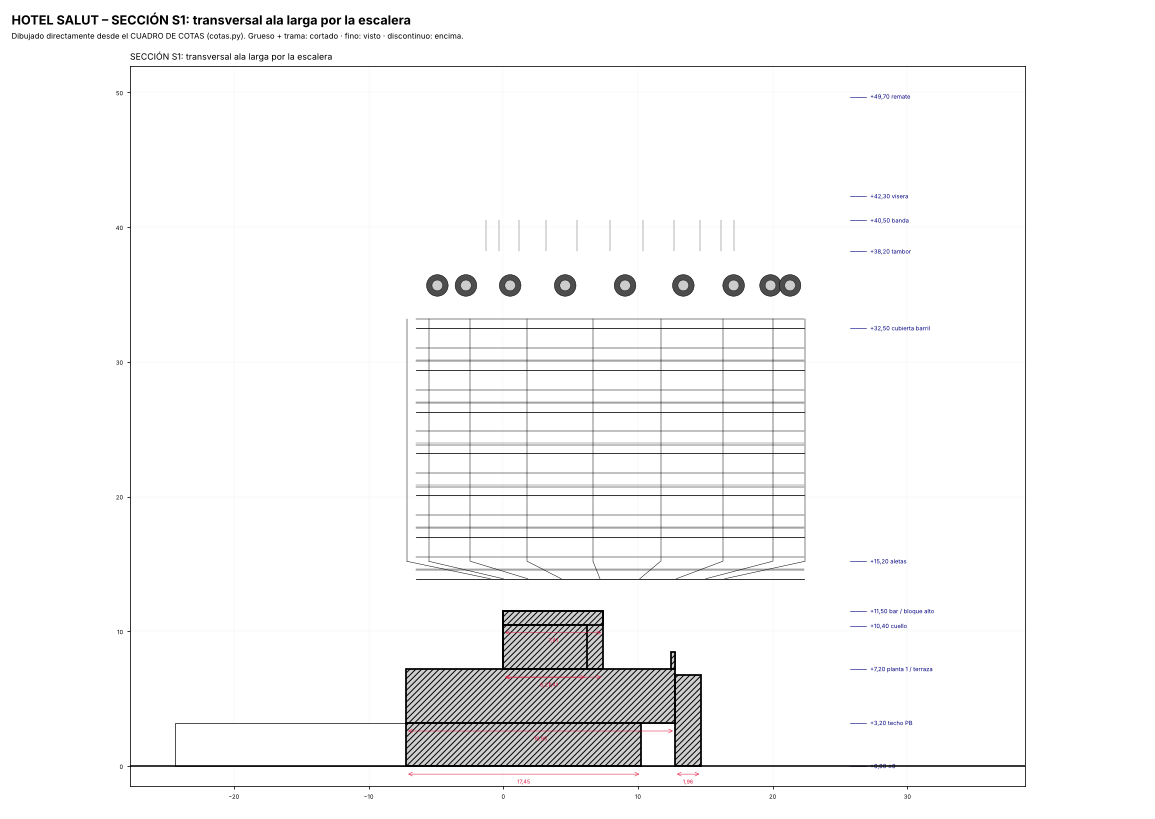 HOTEL SALUT – SECCIÓN S1: transversal ala larga por la escalera
Dibujado directamente desde el CUADRO DE COTAS (cotas.py). Grueso + trama: cortado · fino: visto · discontinuo: encima.
SECCIÓN S1: transversal ala larga por la escalera
50
+49,70 remate
+42,30 visera
+40,50 banda
40
+38,20 tambor
+32,50 cubierta barril
30
20
+15,20 aletas
+11,50 bar / bloque alto
+10,40 cuello
10
+7,20 planta 1 / terraza
+3,20 techo PB
0
17,45
1,96
−20
−10
0
10
20
30